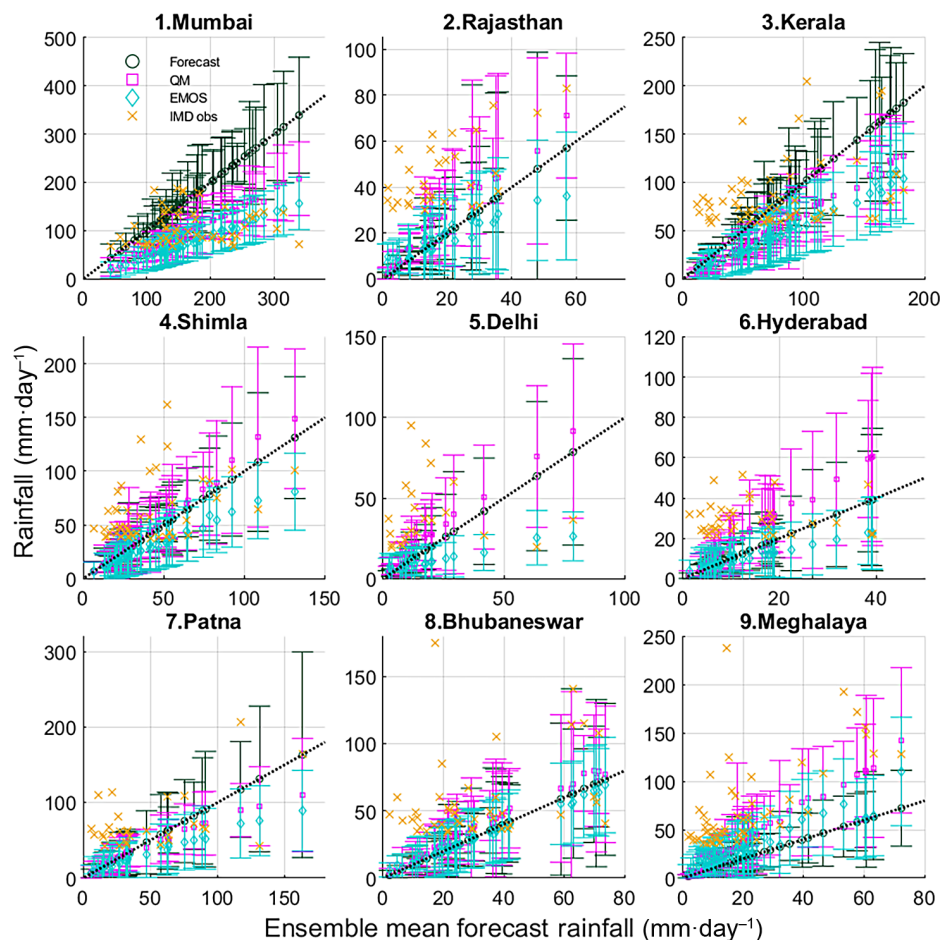 1.Mumbai 2.Rajasthan 3.Kerala
500 100 250
400 80 200
300 60 150
200 40 100
100 20 50
0 0 0
Forecast
QM
EMOS
IMD obs
0 100 200 300 0 20 40 60 0 100 200
4.Shimla 5.Delhi 6.Hyderabad
200 150 120
150 100 100
100 50 80
50 0 60
0 40
20
0
0 50 100 150 0 50 100 0 20 40
7.Patna 8.Bhubaneswar 9.Meghalaya
300 150 250
200 100 200
100 50 150
0 0 100
50
0
0 50 100 150 0 20 40 60 80 0 20 40 60 80
Rainfall (mm·day⁻¹)
Ensemble mean forecast rainfall (mm·day⁻¹)